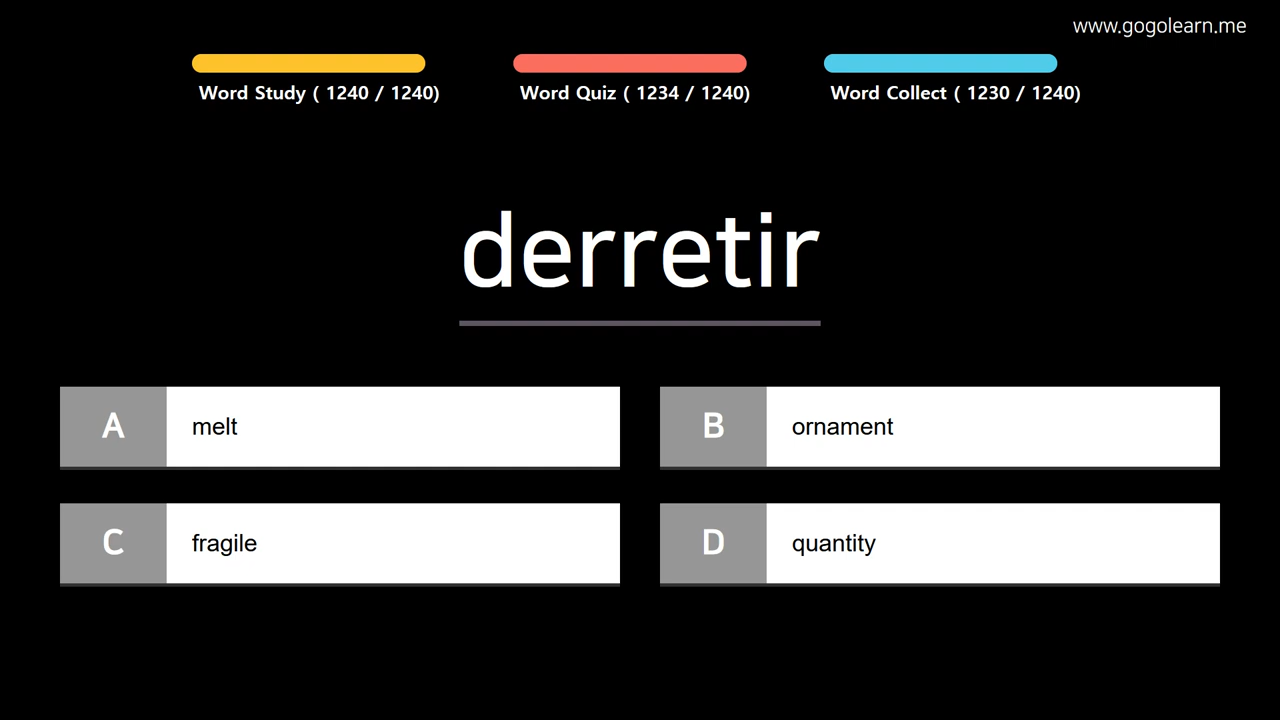 www.gogolearn.me
Word Study ( 1240 / 1240)
Word Quiz ( 1234 / 1240)
Word Collect ( 1230 / 1240)
derretir
A melt
B ornament
C fragile
D quantity